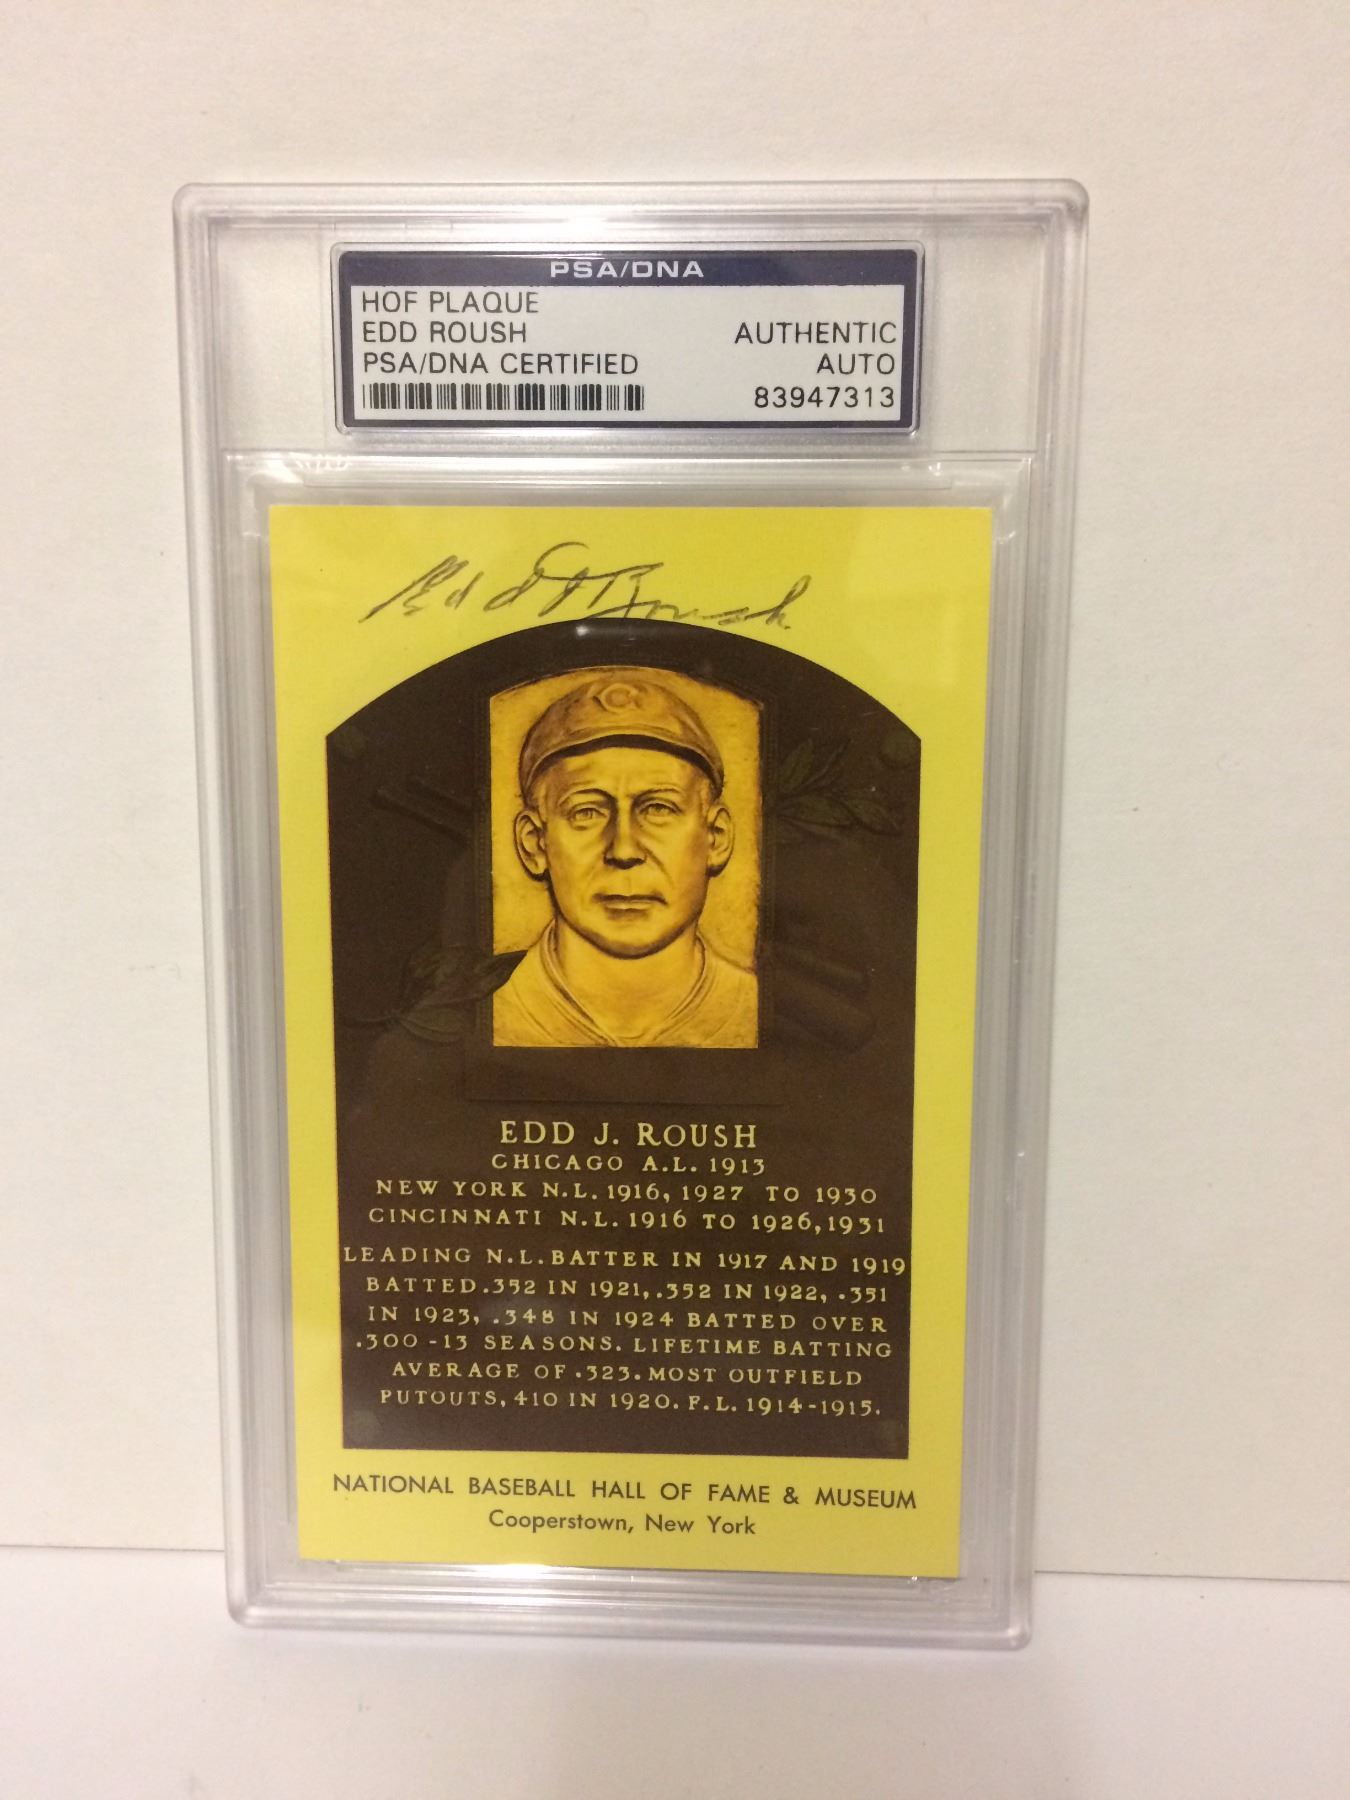 PSA/DNA
HOF PLAQUE
EDD ROUSH
PSA/DNA CERTIFIED
AUTHENTIC
AUTO
83947313
Edd J Roush
C
EDD J. ROUSH
CHICAGO A.L. 1913
NEW YORK N.L. 1916, 1927 TO 1930
CINCINNATI N.L. 1916 TO 1926, 1931
LEADING N.L. BATTER IN 1917 AND 1919
BATTED .352 IN 1921, .352 IN 1922, .351
IN 1923, .348 IN 1924 BATTED OVER
.300 - 13 SEASONS. LIFETIME BATTING
AVERAGE OF .323. MOST OUTFIELD
PUTOUTS, 410 IN 1920. F.L. 1914-1915.
NATIONAL BASEBALL HALL OF FAME & MUSEUM
Cooperstown, New York